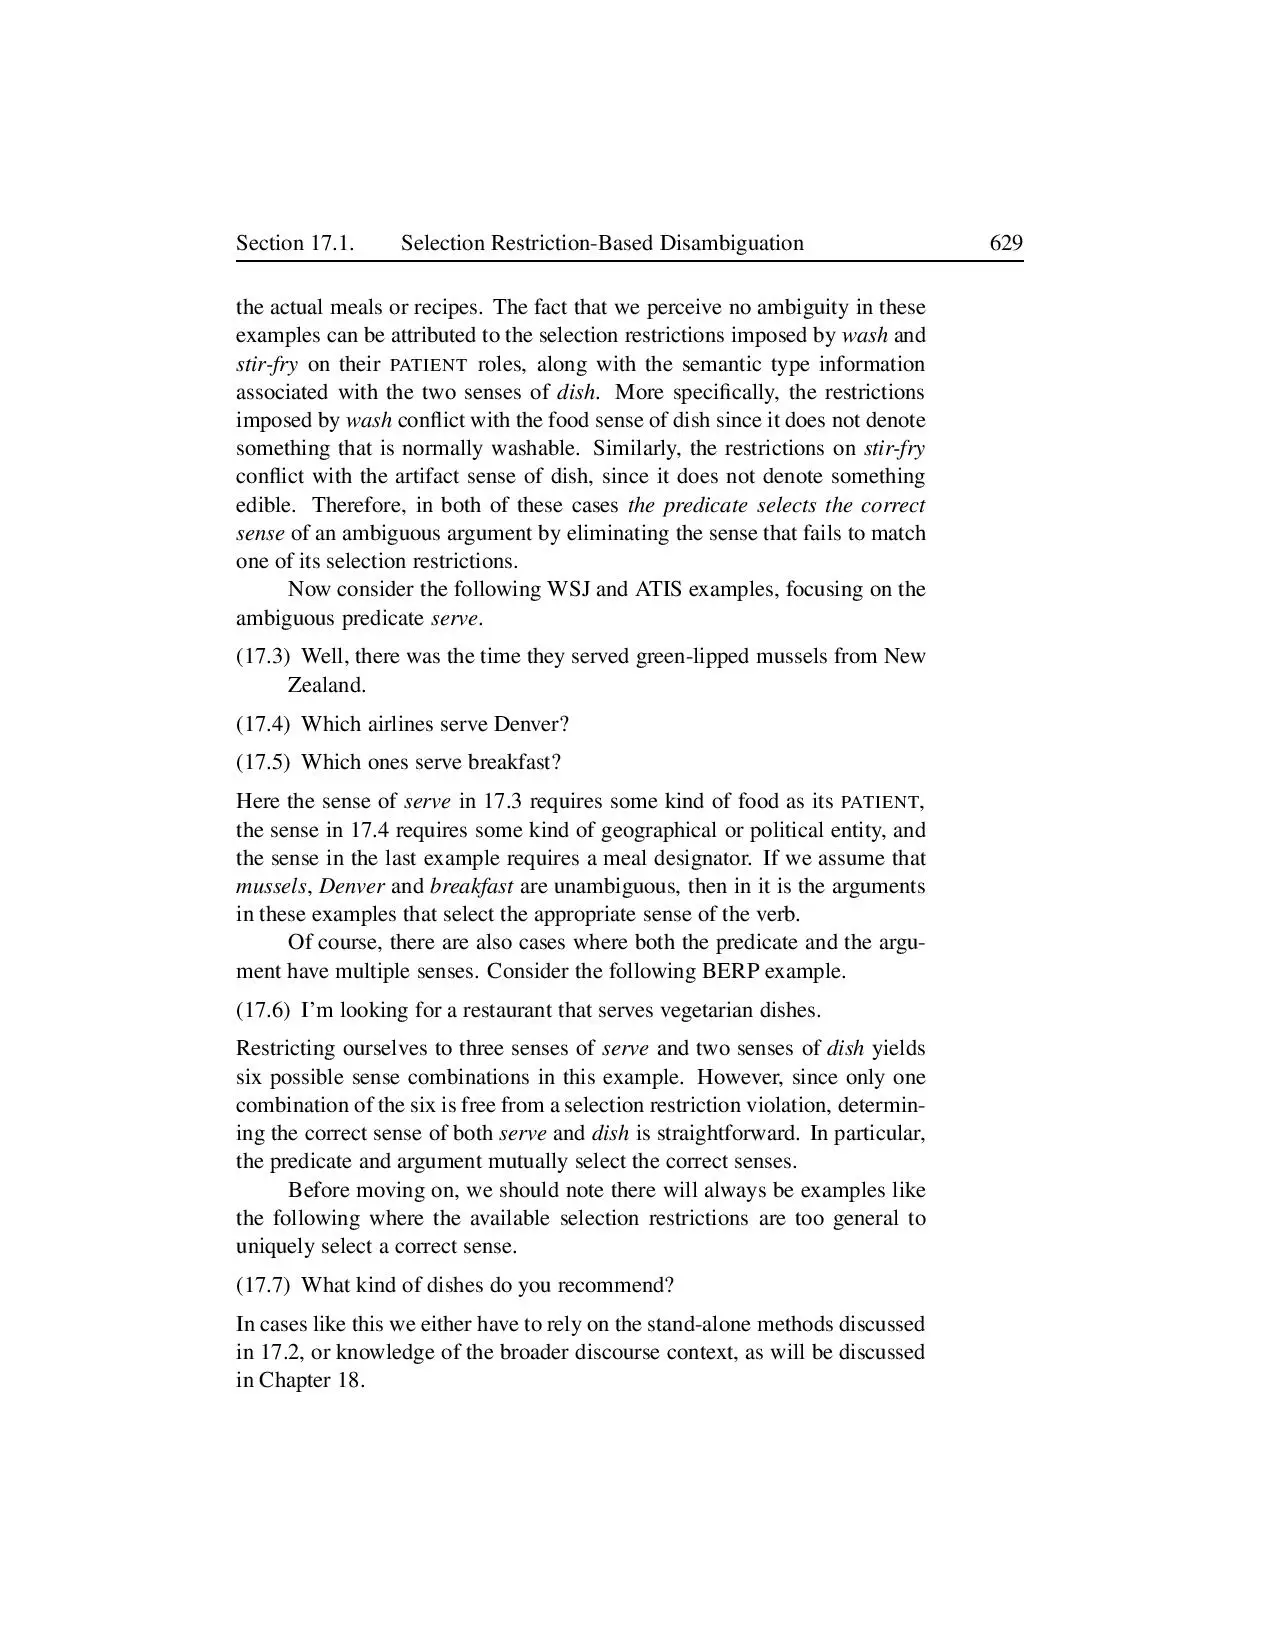 Section 17.1. Selection Restriction-Based Disambiguation 629
the actual meals or recipes. The fact that we perceive no ambiguity in these
examples can be attributed to the selection restrictions imposed by wash and
stir-fry on their PATIENT roles, along with the semantic type information
associated with the two senses of dish. More specifically, the restrictions
imposed by wash conflict with the food sense of dish since it does not denote
something that is normally washable. Similarly, the restrictions on stir-fry
conflict with the artifact sense of dish, since it does not denote something
edible. Therefore, in both of these cases the predicate selects the correct
sense of an ambiguous argument by eliminating the sense that fails to match
one of its selection restrictions.
Now consider the following WSJ and ATIS examples, focusing on the
ambiguous predicate serve.
(17.3) Well, there was the time they served green-lipped mussels from New
Zealand.
(17.4) Which airlines serve Denver?
(17.5) Which ones serve breakfast?
Here the sense of serve in 17.3 requires some kind of food as its PATIENT,
the sense in 17.4 requires some kind of geographical or political entity, and
the sense in the last example requires a meal designator. If we assume that
mussels, Denver and breakfast are unambiguous, then in it is the arguments
in these examples that select the appropriate sense of the verb.
Of course, there are also cases where both the predicate and the argu-
ment have multiple senses. Consider the following BERP example.
(17.6) I'm looking for a restaurant that serves vegetarian dishes.
Restricting ourselves to three senses of serve and two senses of dish yields
six possible sense combinations in this example. However, since only one
combination of the six is free from a selection restriction violation, determin-
ing the correct sense of both serve and dish is straightforward. In particular,
the predicate and argument mutually select the correct senses.
Before moving on, we should note there will always be examples like
the following where the available selection restrictions are too general to
uniquely select a correct sense.
(17.7) What kind of dishes do you recommend?
In cases like this we either have to rely on the stand-alone methods discussed
in 17.2, or knowledge of the broader discourse context, as will be discussed
in Chapter 18.